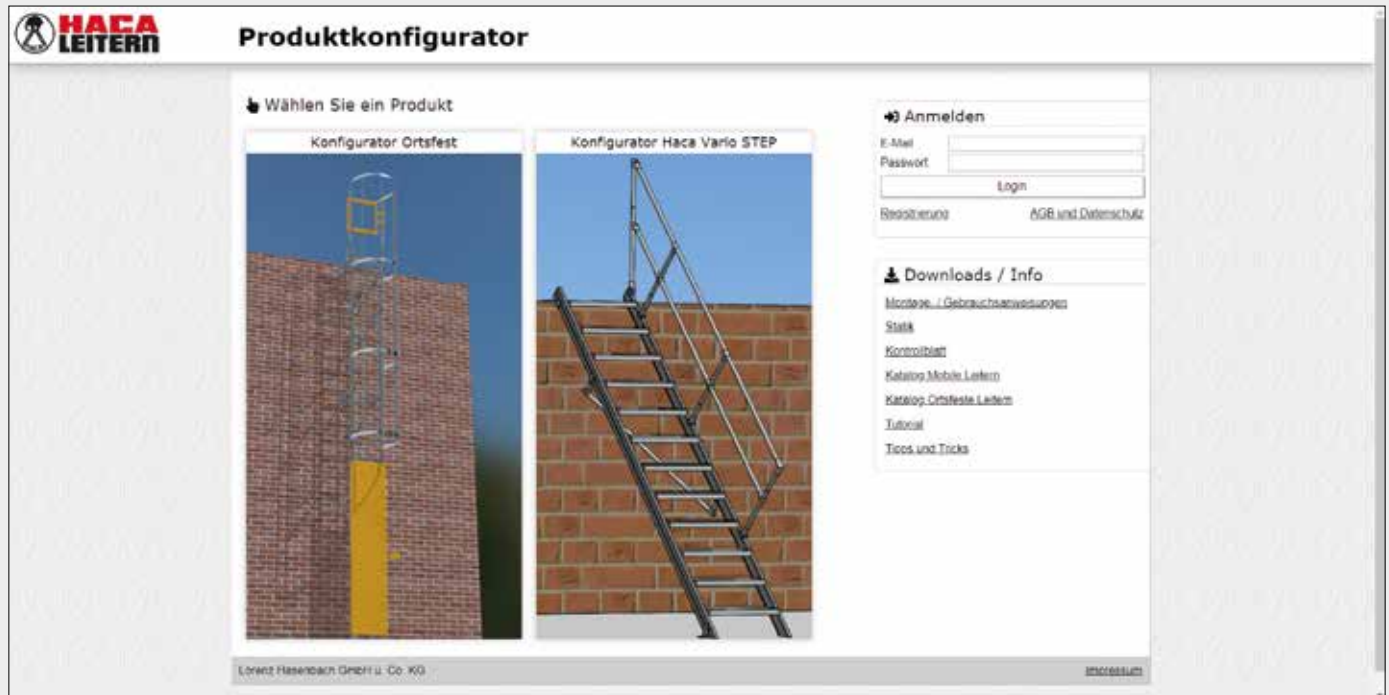 HACA
LEITERN
Produktkonfigurator
Wählen Sie ein Produkt
Konfigurator Ortsfest
Konfigurator Haca Vario STEP
Anmelden
E-Mail
Passwort
Login
Registrierung
AGB und Datenschutz
Downloads / Info
Montage- / Gebrauchsanweisungen
Statik
Kontrollblatt
Katalog Mobile Leitern
Katalog Ortsfeste Leitern
Tutorial
Tipps und Tricks
Lorenz Hasenbach GmbH u. Co. KG
Impressum